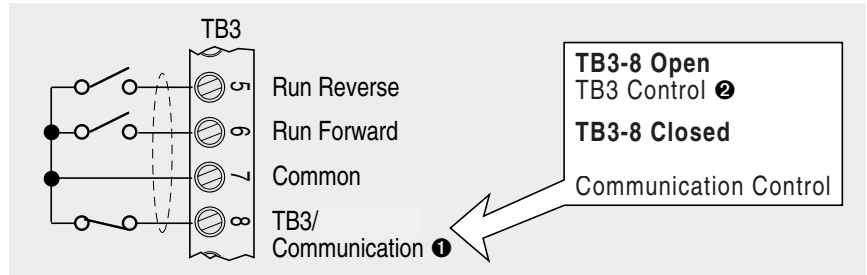 TB3
5 Run Reverse
6 Run Forward
7 Common
8 TB3/
Communication ❶
TB3-8 Open
TB3 Control ❷
TB3-8 Closed
Communication Control